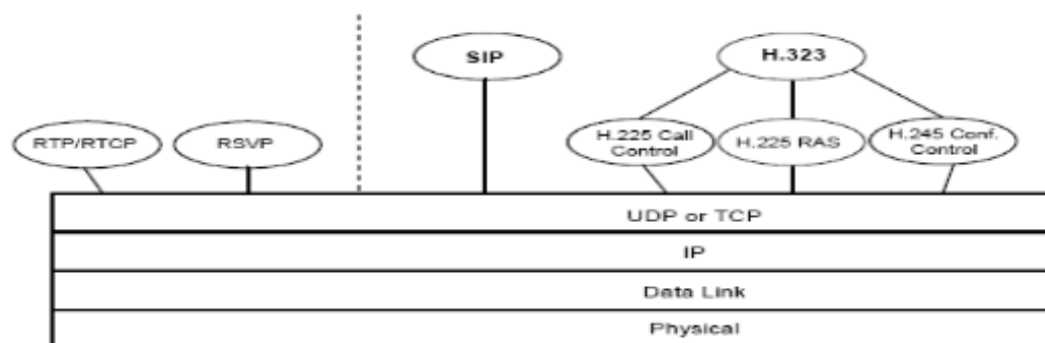 SIP
H.323
RTP/RTCP
RSVP
H.225 Call
Control
H.225 RAS
H.245 Conf.
Control
UDP or TCP
IP
Data Link
Physical